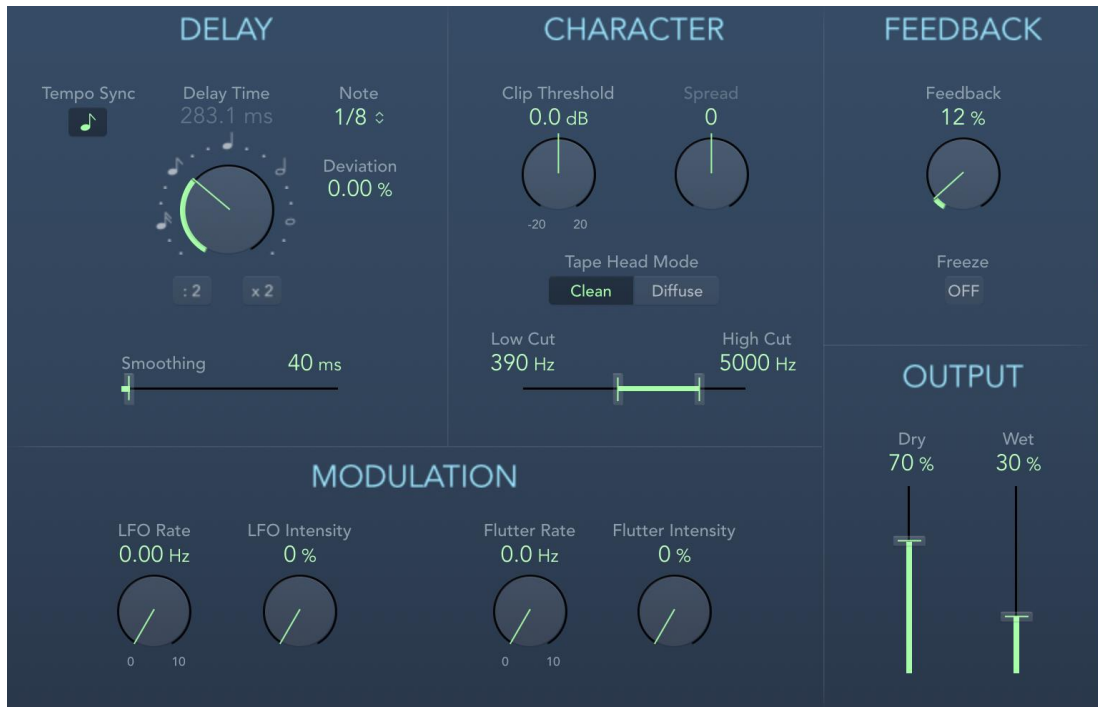 DELAY
Tempo Sync
Delay Time
283.1 ms
Note
1/8
Deviation
0.00 %
: 2
x 2
Smoothing
40 ms
CHARACTER
Clip Threshold
0.0 dB
-20 20
Spread
0
Tape Head Mode
Clean Diffuse
Low Cut
390 Hz
High Cut
5000 Hz
FEEDBACK
Feedback
12 %
Freeze
OFF
MODULATION
LFO Rate
0.00 Hz
0 10
LFO Intensity
0 %
Flutter Rate
0.0 Hz
0 10
Flutter Intensity
0 %
OUTPUT
Dry
70 %
Wet
30 %